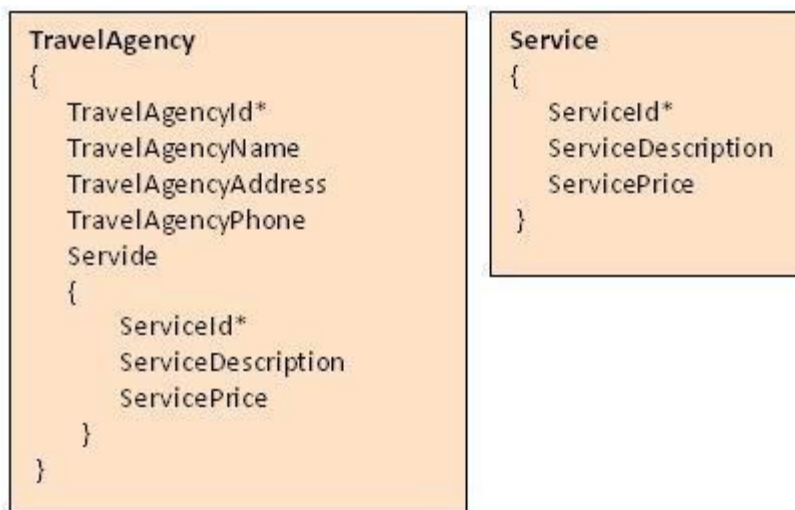 TravelAgency
{
TravelAgencyId*
TravelAgencyName
TravelAgencyAddress
TravelAgencyPhone
Servide
{
ServiceId*
ServiceDescription
ServicePrice
}
}
Service
{
ServiceId*
ServiceDescription
ServicePrice
}